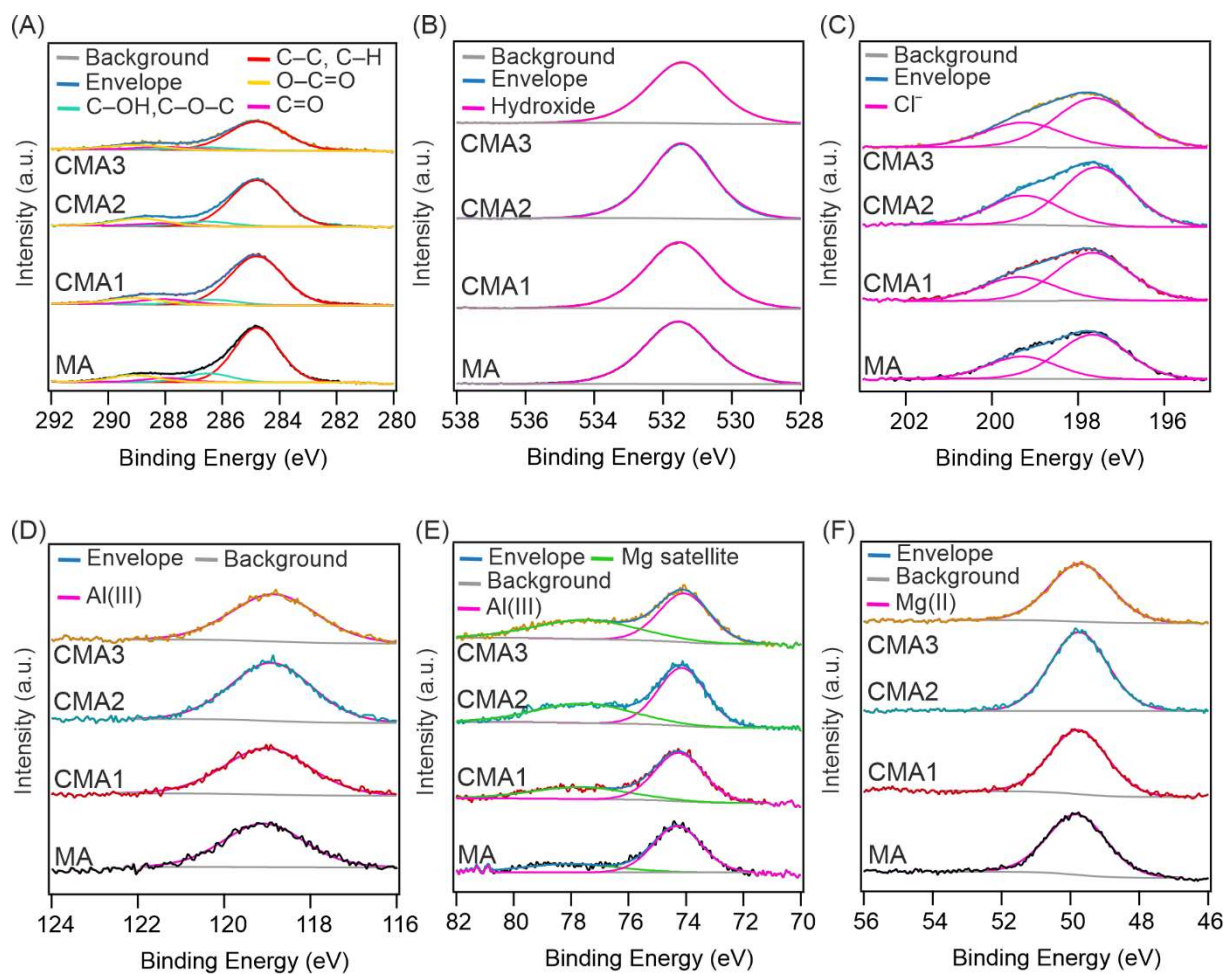 (A)
Background
C–C, C–H
Envelope
O–C=O
C–OH,C–O–C
C=O
CMA3
CMA2
CMA1
MA
Intensity (a.u.)
292 290 288 286 284 282 280
Binding Energy (eV)
(B)
Background
Envelope
Hydroxide
CMA3
CMA2
CMA1
MA
Intensity (a.u.)
538 536 534 532 530 528
Binding Energy (eV)
(C)
Background
Envelope
Cl⁻
CMA3
CMA2
CMA1
MA
Intensity (a.u.)
202 200 198 196
Binding Energy (eV)
(D)
Envelope Background
Al(III)
CMA3
CMA2
CMA1
MA
Intensity (a.u.)
124 122 120 118 116
Binding Energy (eV)
(E)
Envelope Mg satellite
Background
Al(III)
CMA3
CMA2
CMA1
MA
Intensity (a.u.)
82 80 78 76 74 72 70
Binding Energy (eV)
(F)
Envelope
Background
Mg(II)
CMA3
CMA2
CMA1
MA
Intensity (a.u.)
56 54 52 50 48 46
Binding Energy (eV)